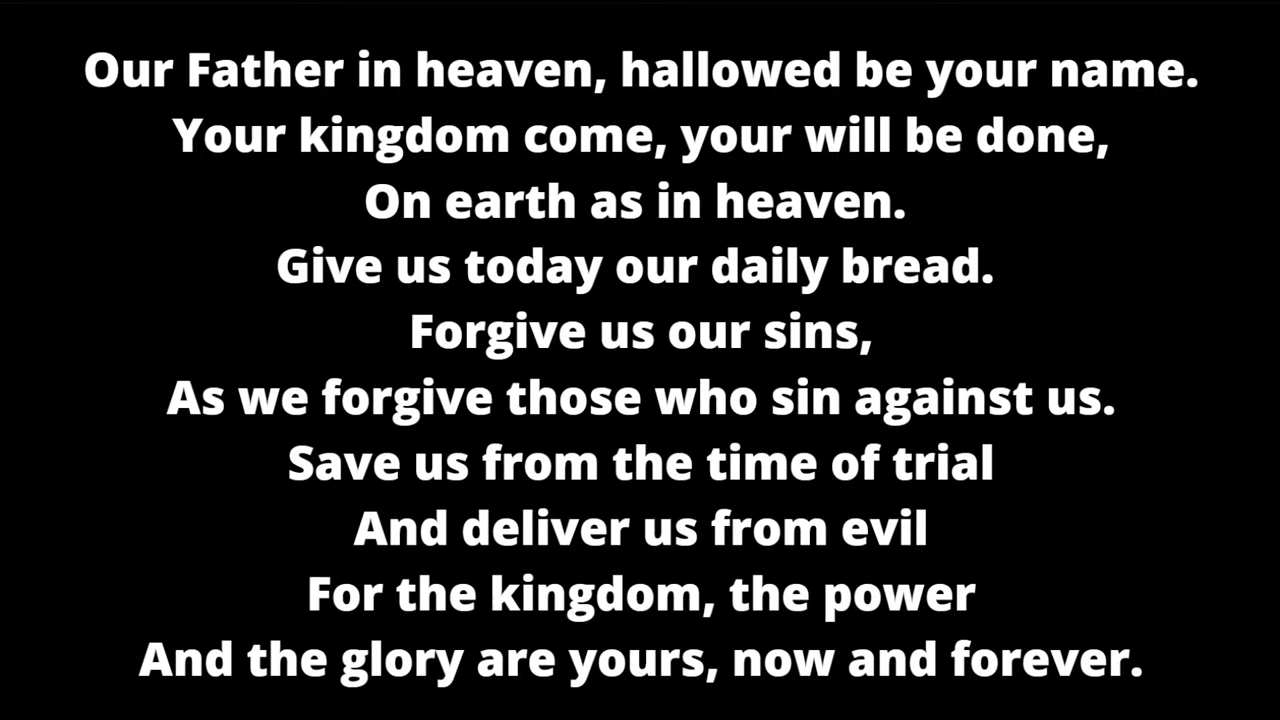 Our Father in heaven, hallowed be your name.
Your kingdom come, your will be done,
On earth as in heaven.
Give us today our daily bread.
Forgive us our sins,
As we forgive those who sin against us.
Save us from the time of trial
And deliver us from evil
For the kingdom, the power
And the glory are yours, now and forever.